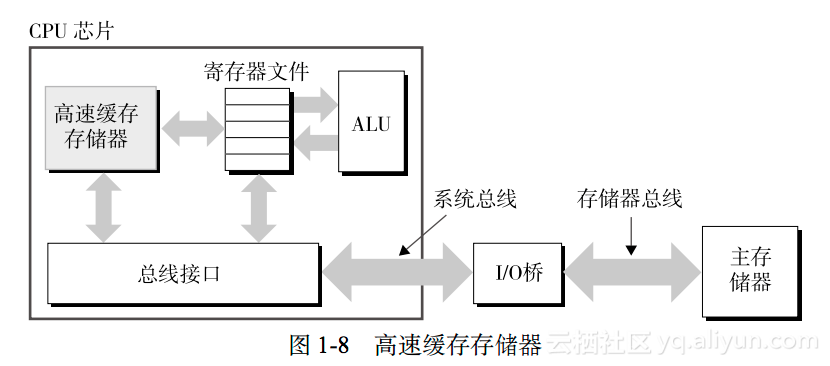 CPU 芯片
寄存器文件
高速缓存
存储器
ALU
系统总线
存储器总线
总线接口
I/O桥
主存
储器
图 1-8 高速缓存存储器
云栖社区 yq.aliyun.com